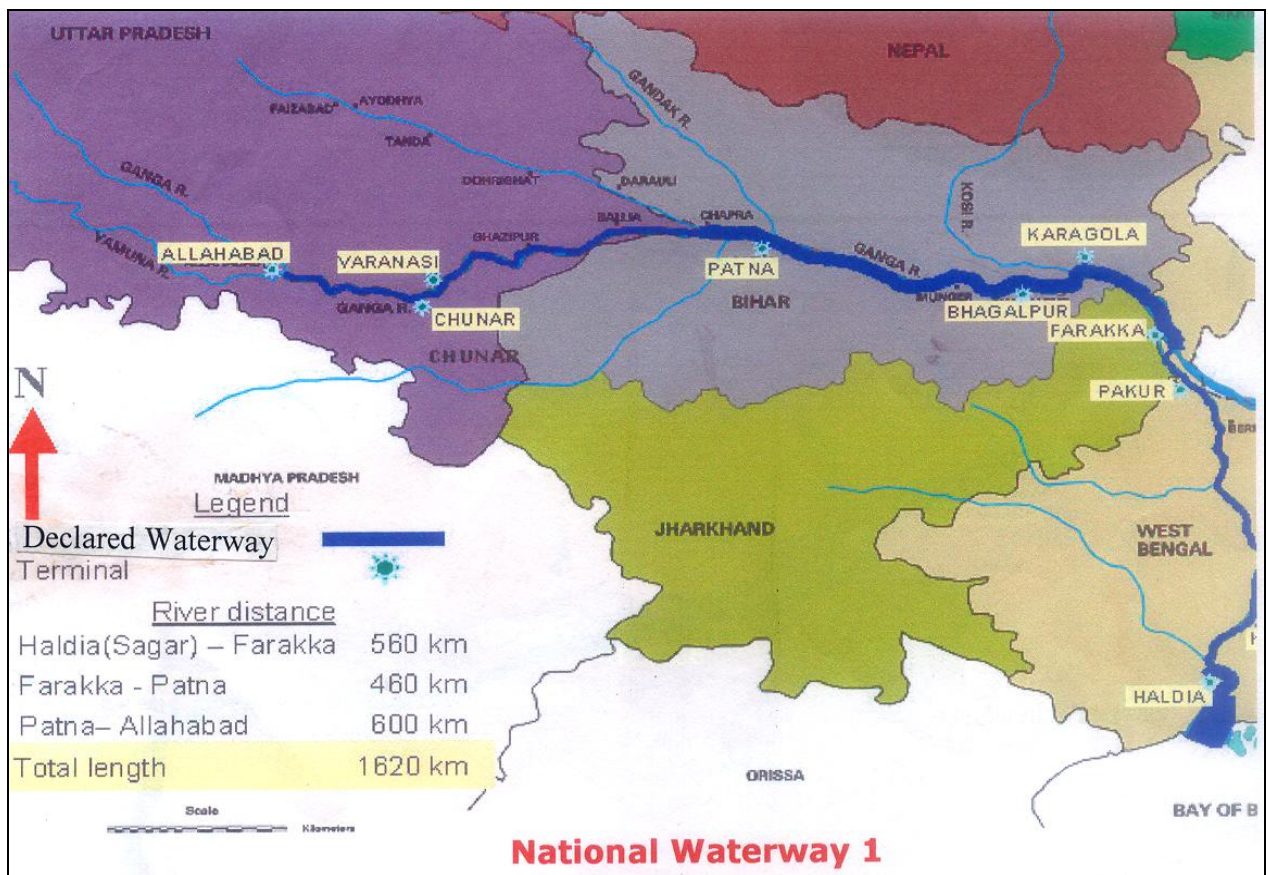 UTTAR PRADESH
NEPAL
GANDAK R.
FAIZABAD
AYODHYA
TANDA
DOHRIGHAT
DARAULI
GANGA R.
BALLIA
CHAPRA
KOSI R.
GHAZIPUR
YAMUNA R.
ALLAHABAD
VARANASI
PATNA
GANGA R.
KARAGOLA
GANGA R.
CHUNAR
BIHAR
MUNGER
BHAGALPUR
FARAKKA
CHUNAR
N
PAKUR
MADHYA PRADESH
Legend
Declared Waterway
Terminal
JHARKHAND
WEST
BENGAL
River distance
Haldia(Sagar) – Farakka 560 km
Farakka - Patna 460 km
Patna– Allahabad 600 km
Total length 1620 km
HALDIA
ORISSA
Scale
Kilometers
BAY OF B
National Waterway 1